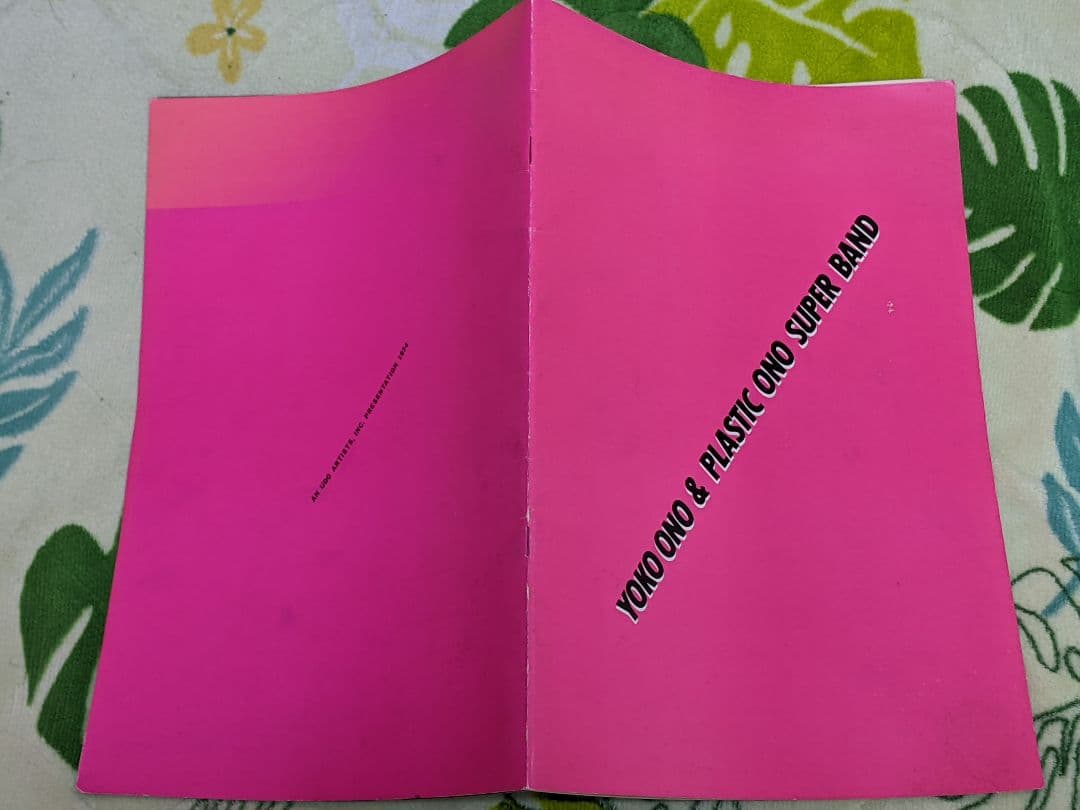 YOKO ONO & PLASTIC ONO SUPER BAND
AN UDO ARTISTS, INC. PRESENTATION 1974